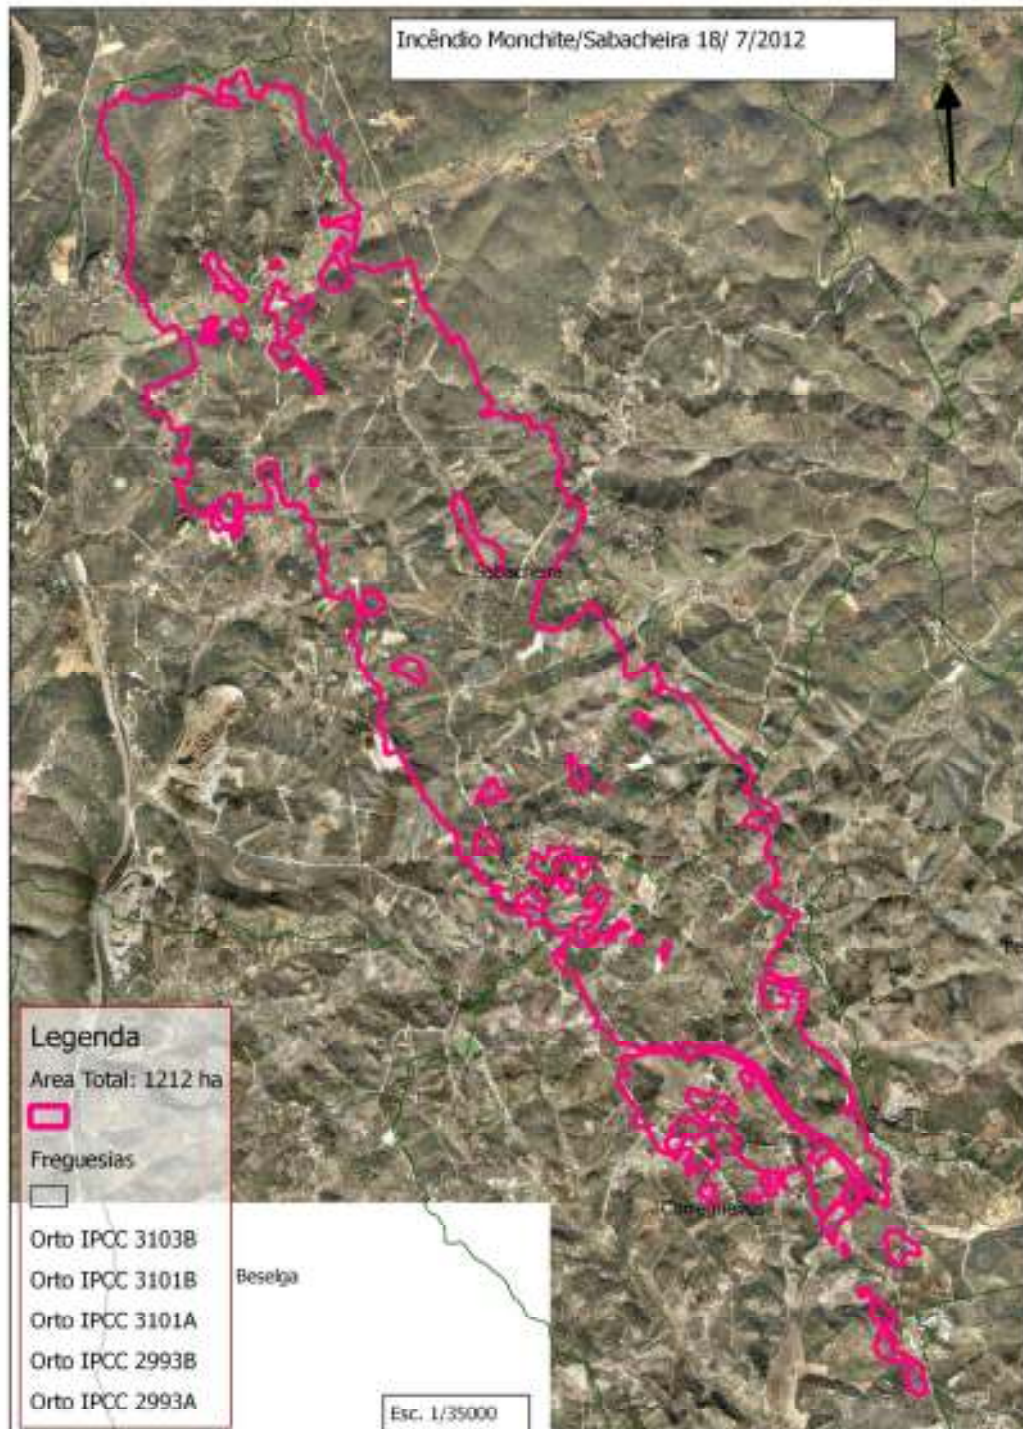 Incêndio Monchite/Sabacheira 18/ 7/2012
Sabacheira
Legenda
Area Total: 1212 ha
Freguesias
Orto IPCC 3103B
Orto IPCC 3101B
Orto IPCC 3101A
Orto IPCC 2993B
Orto IPCC 2993A
Beselga
Esc. 1/35000